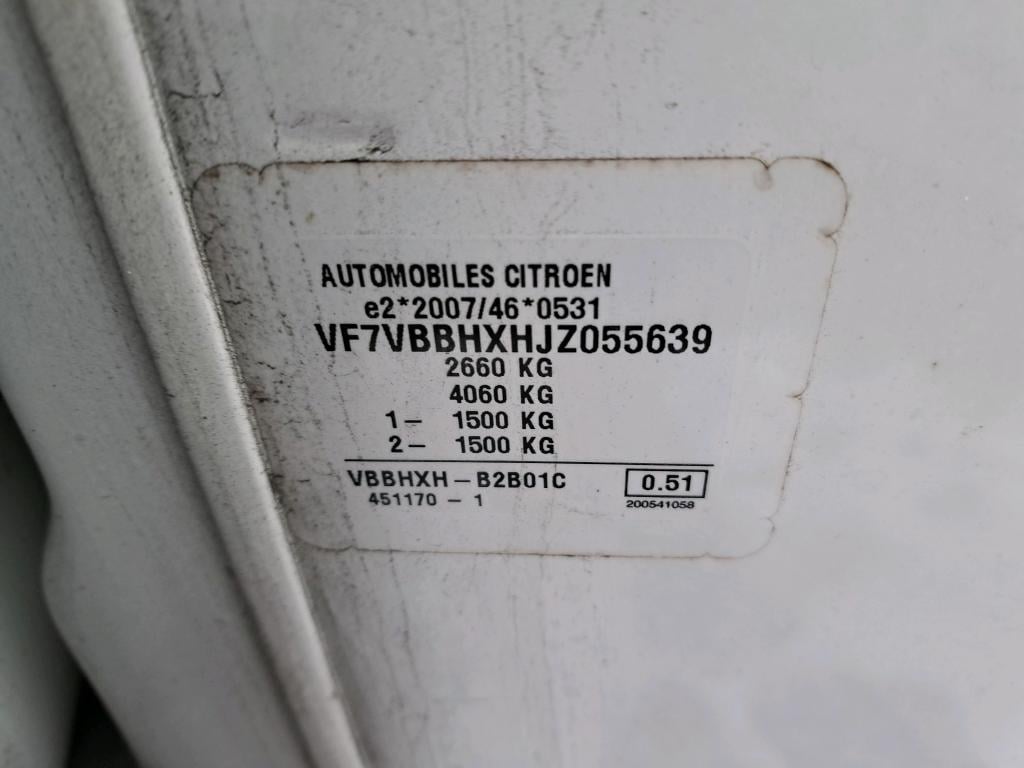 AUTOMOBILES CITROEN
e2*2007/46*0531
VF7VBBHXHJZ055639
2660 KG
4060 KG
1- 1500 KG
2- 1500 KG
VBBHXH-B2B01C 0.51
451170 - 1 200541058